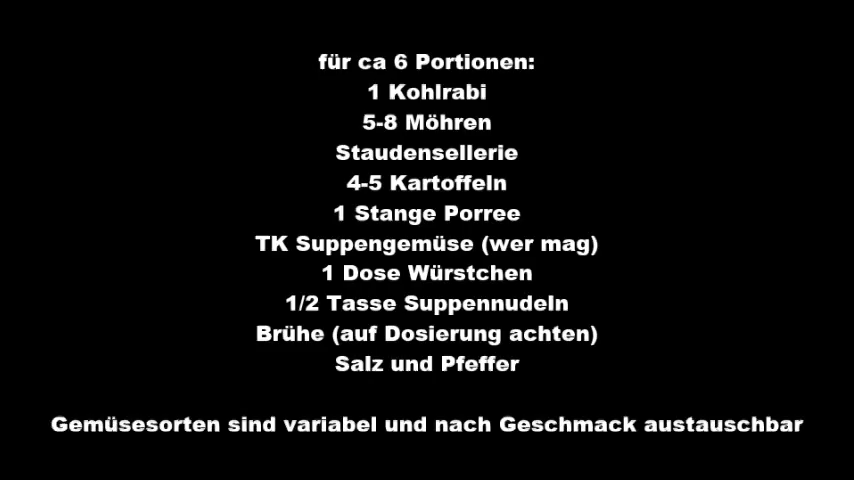 für ca 6 Portionen:
1 Kohlrabi
5-8 Möhren
Staudensellerie
4-5 Kartoffeln
1 Stange Porree
TK Suppengemüse (wer mag)
1 Dose Würstchen
1/2 Tasse Suppennudeln
Brühe (auf Dosierung achten)
Salz und Pfeffer
Gemüsesorten sind variabel und nach Geschmack austauschbar